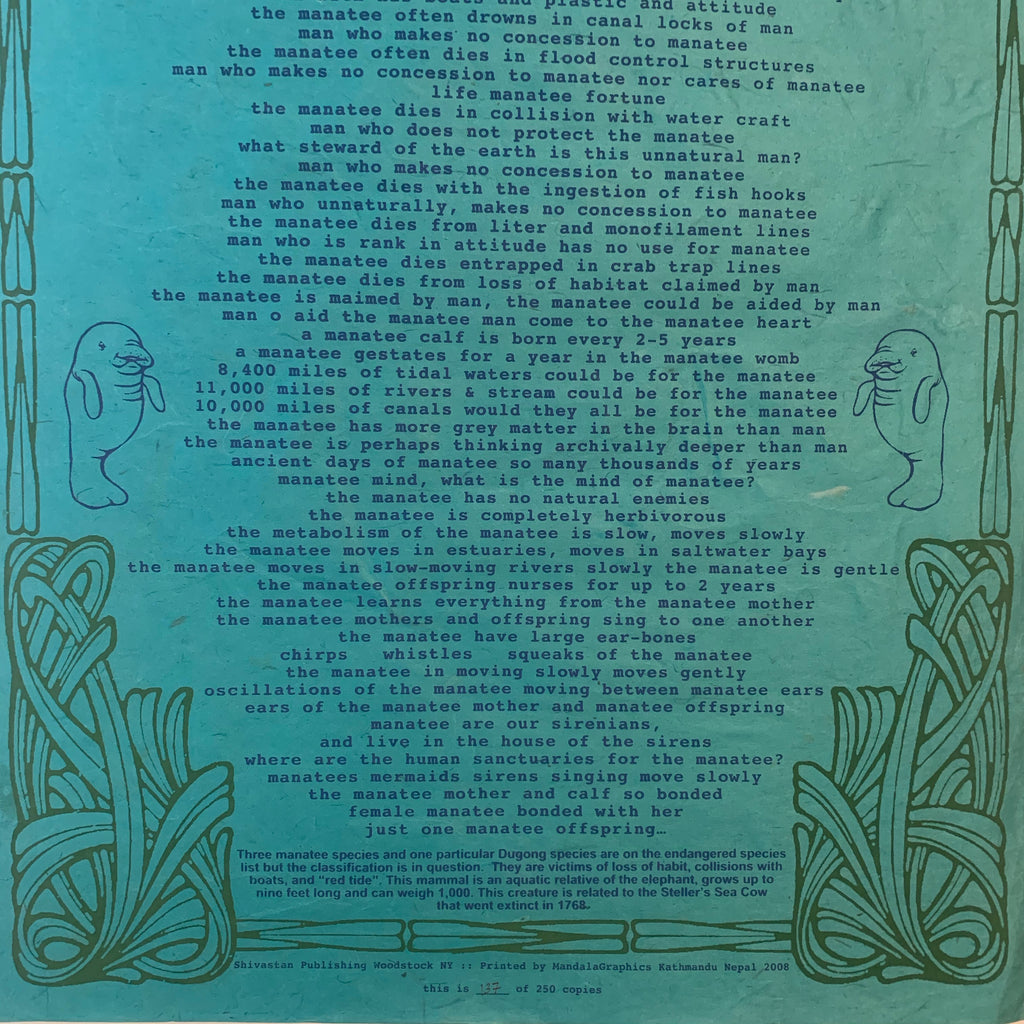 plastic and attitude
the manatee often drowns in canal locks of man
man who makes no concession to manatee
the manatee often dies in flood control structures
man who makes no concession to manatee nor cares of manatee
life manatee fortune
the manatee dies in collision with water craft
man who does not protect the manatee
what steward of the earth is this unnatural man?
man who makes no concession to manatee
the manatee dies with the ingestion of fish hooks
man who unnaturally, makes no concession to manatee
the manatee dies from liter and monofilament lines
man who is rank in attitude has no use for manatee
the manatee dies entrapped in crab trap lines
the manatee dies from loss of habitat claimed by man
the manatee is maimed by man, the manatee could be aided by man
man o aid the manatee man come to the manatee heart
a manatee calf is born every 2-5 years
a manatee gestates for a year in the manatee womb
8,400 miles of tidal waters could be for the manatee
11,000 miles of rivers & stream could be for the manatee
10,000 miles of canals would they all be for the manatee
the manatee has more grey matter in the brain than man
the manatee is perhaps thinking archivally deeper than man
ancient days of manatee so many thousands of years
manatee mind, what is the mind of manatee?
the manatee has no natural enemies
the manatee is completely herbivorous
the metabolism of the manatee is slow, moves slowly
the manatee moves in estuaries, moves in saltwater bays
the manatee moves in slow-moving rivers slowly the manatee is gentle
the manatee offspring nurses for up to 2 years
the manatee learns everything from the manatee mother
the manatee mothers and offspring sing to one another
the manatee have large ear-bones
chirps whistles squeaks of the manatee
the manatee in moving slowly moves gently
oscillations of the manatee moving between manatee ears
ears of the manatee mother and manatee offspring
manatee are our sirenians,
and live in the house of the sirens
where are the human sanctuaries for the manatee?
manatees mermaids sirens singing move slowly
the manatee mother and calf so bonded
female manatee bonded with her
just one manatee offspring…
Three manatee species and one particular Dugong species are on the endangered species
list but the classification is in question. They are victims of loss of habit, collisions with
boats, and "red tide". This mammal is an aquatic relative of the elephant, grows up to
nine feet long and can weigh 1,000. This creature is related to the Steller's Sea Cow
that went extinct in 1768.
Shivastan Publishing Woodstock NY :: Printed by MandalaGraphics Kathmandu Nepal 2008
this is 137 of 250 copies